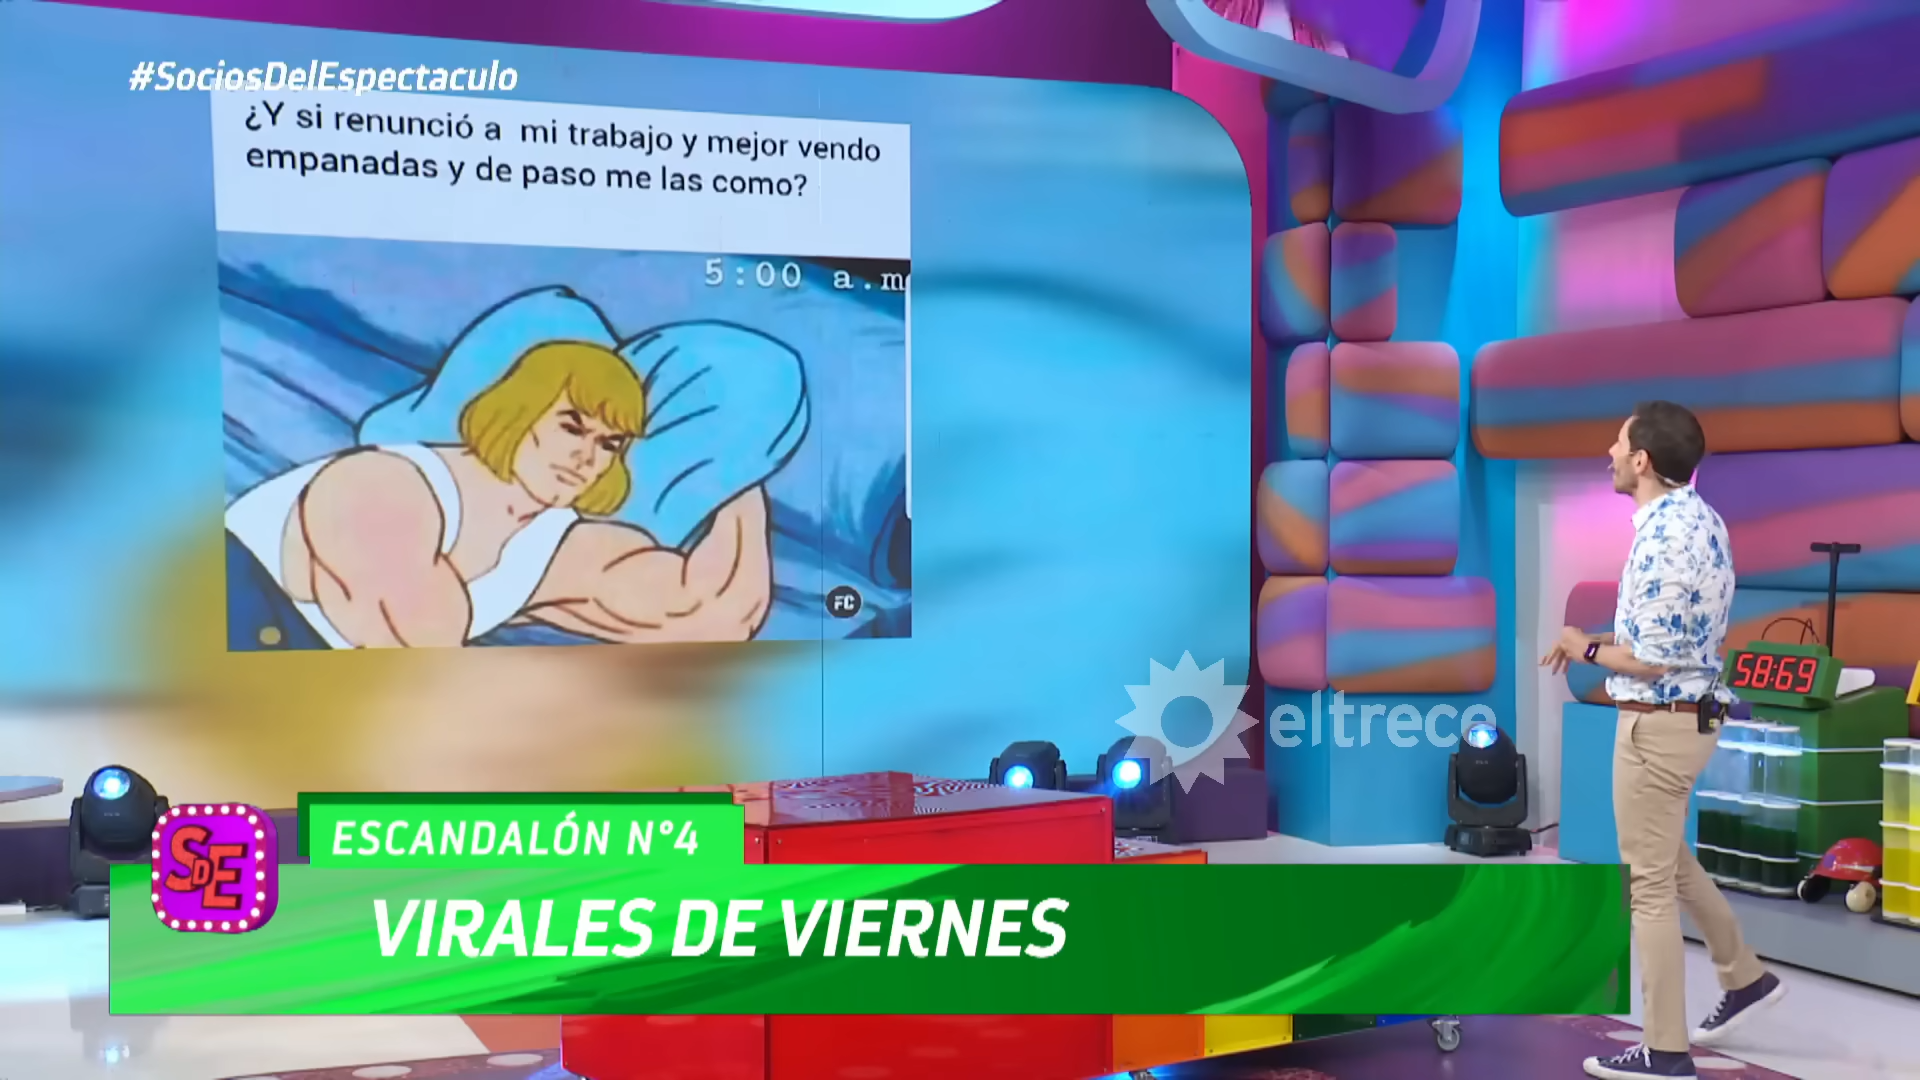 #SociosDelEspectaculo
¿Y si renunció a mi trabajo y mejor vendo
empanadas y de paso me las como?
5:00 a.m
FC
eltrece
58:69
ESCANDALÓN N°4
SDE
VIRALES DE VIERNES